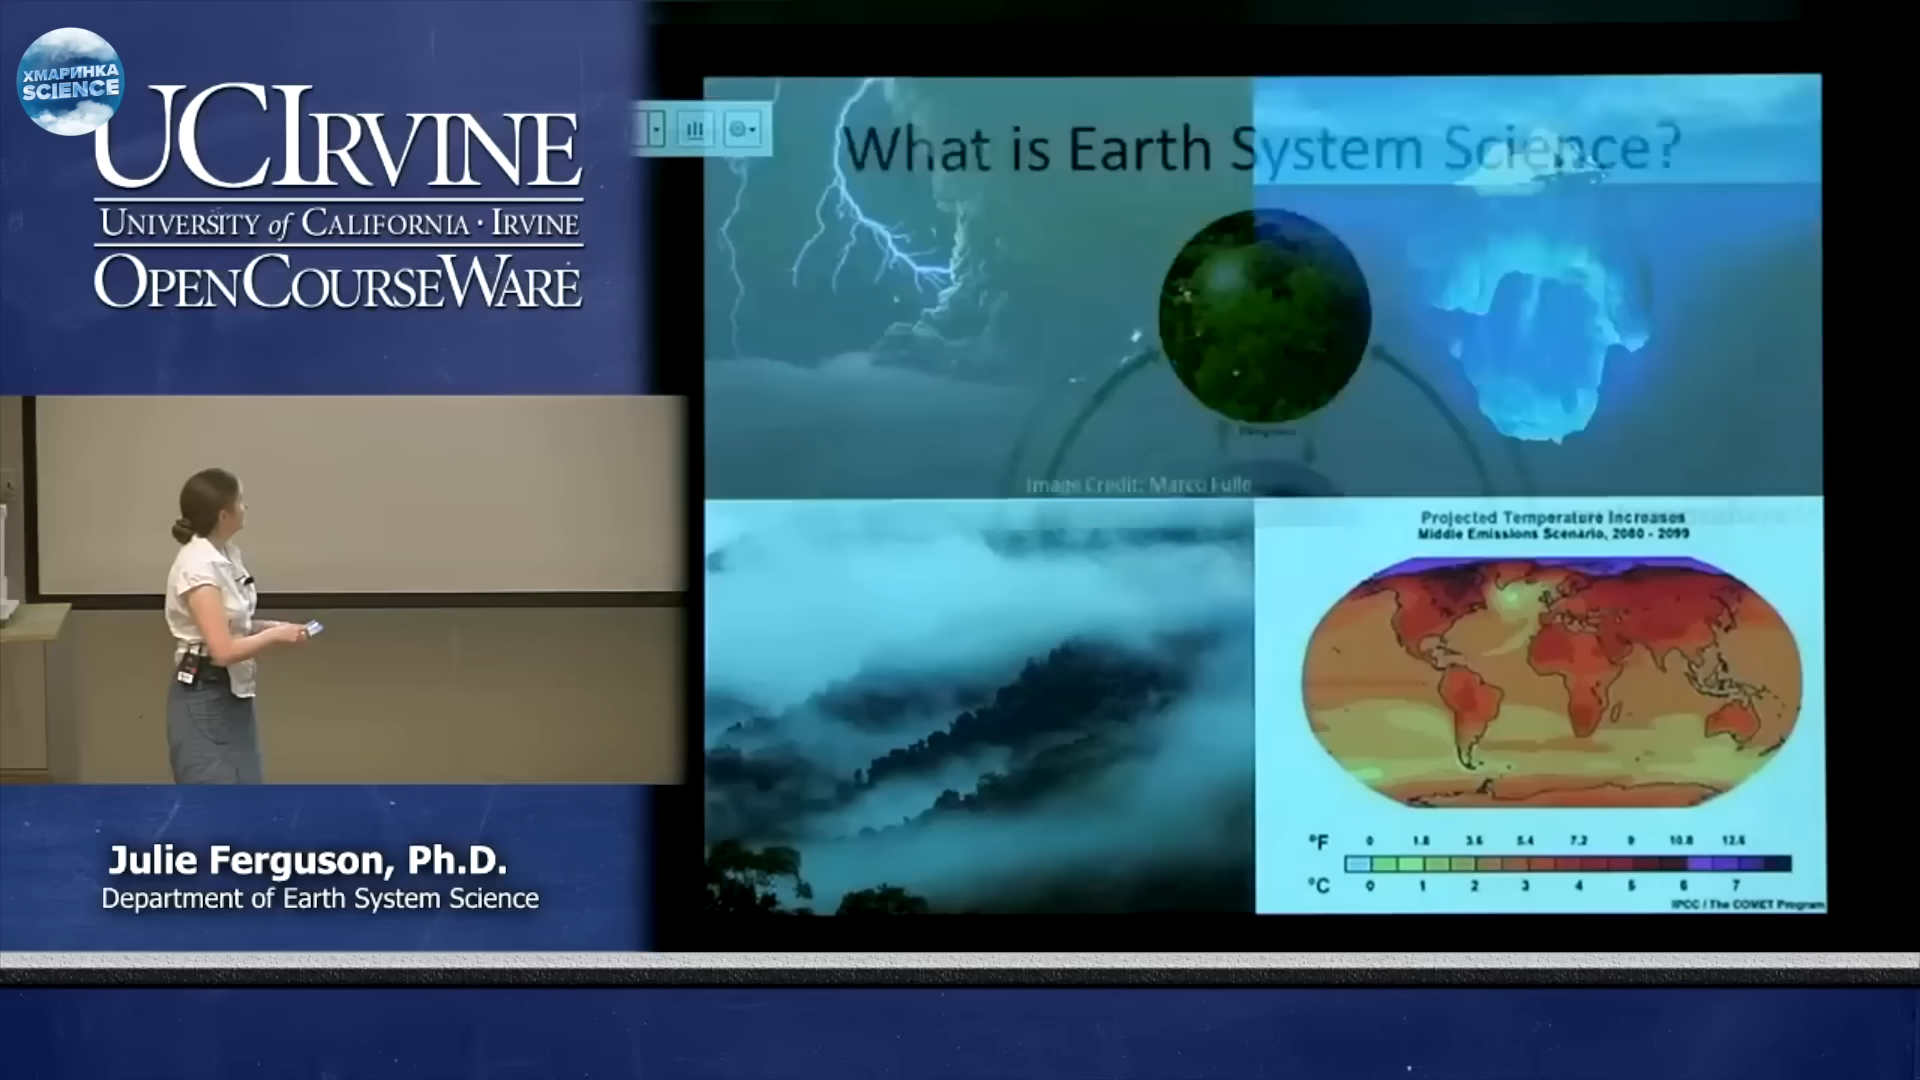 ХМАРИНКА
SCIENCE
UCIRVINE
UNIVERSITY of CALIFORNIA · IRVINE
OPENCOURSEWARE
What is Earth System Science?
Image Credit: Marco Fulle
Projected Temperature Increases
Middle Emissions Scenario, 2080 - 2099
°F 0 1.8 3.6 5.4 7.2 9 10.8 12.6
°C 0 1 2 3 4 5 6 7
IPCC / The COMET Program
Julie Ferguson, Ph.D.
Department of Earth System Science